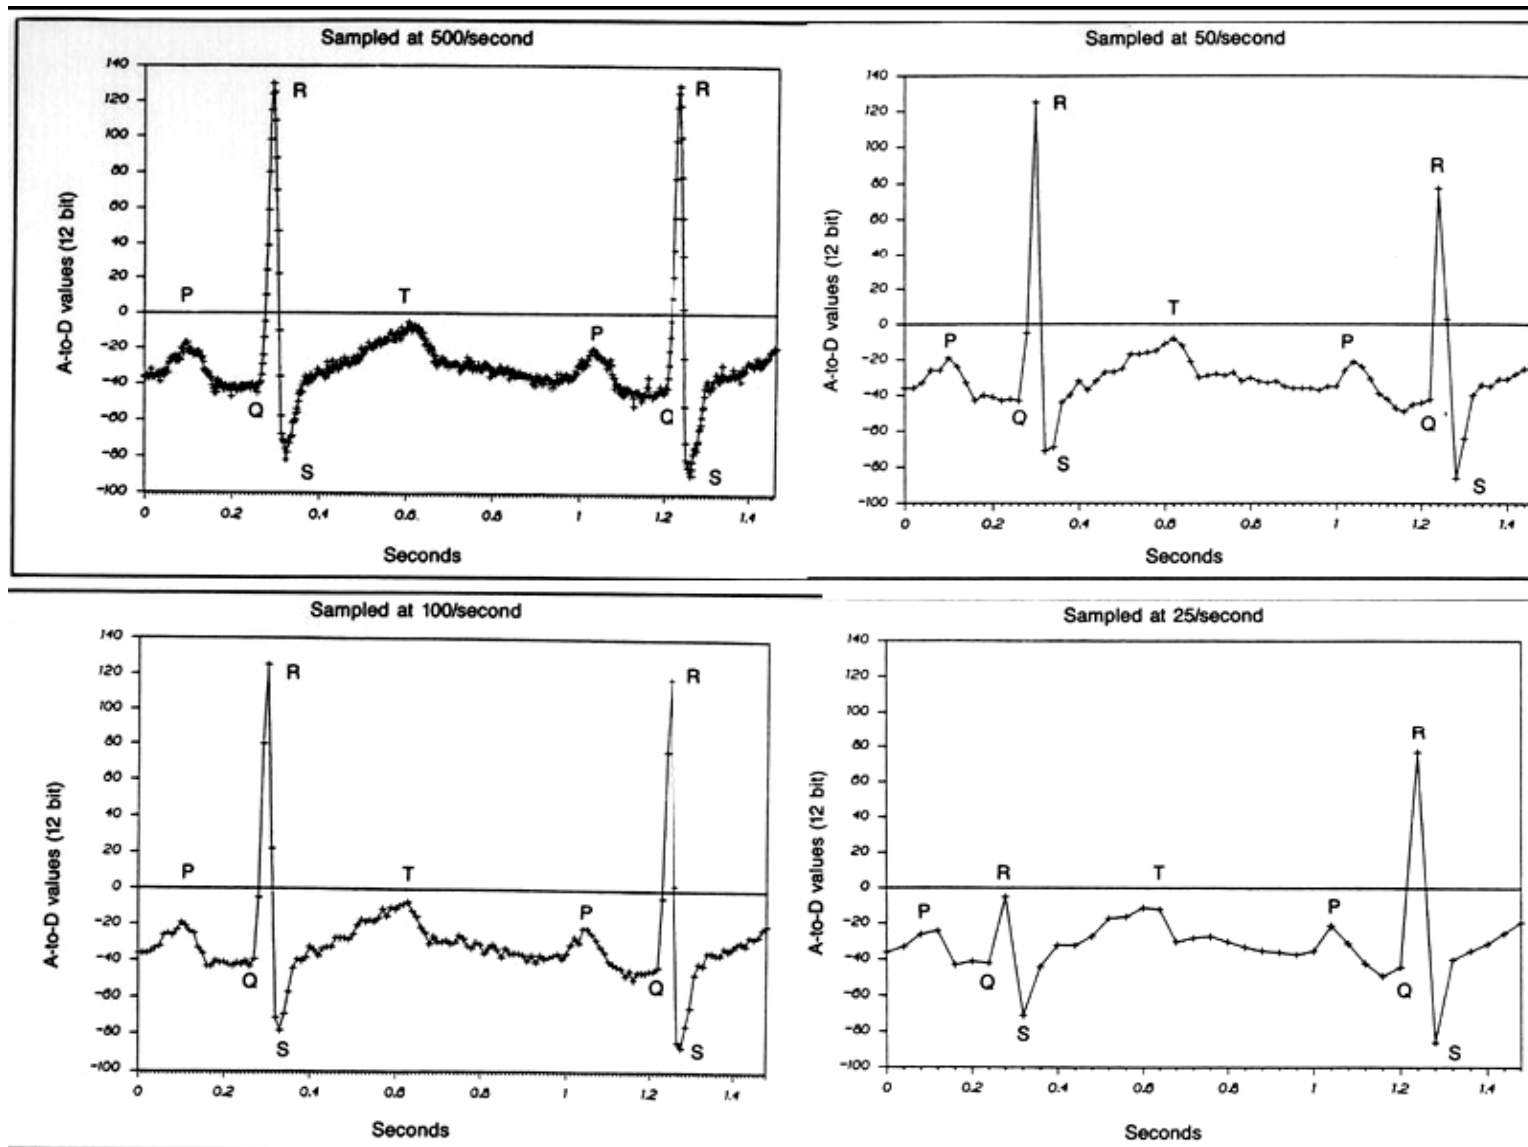 Sampled at 500/second
140
120
100
80
60
40
20
0
-20
-40
-60
-80
-100
A-to-D values (12 bit)
R
R
P
T
P
Q
Q
S
S
0 0.2 0.4 0.6 0.8 1 1.2 1.4
Seconds
Sampled at 50/second
140
120
100
80
60
40
20
0
-20
-40
-60
-80
-100
A-to-D values (12 bit)
R
R
P
T
P
Q
Q
S
S
0 0.2 0.4 0.6 0.8 1 1.2 1.4
Seconds
Sampled at 100/second
140
120
100
80
60
40
20
0
-20
-40
-60
-80
-100
A-to-D values (12 bit)
R
R
P
T
P
Q
Q
S
S
0 0.2 0.4 0.6 0.8 1 1.2 1.4
Seconds
Sampled at 25/second
140
120
100
80
60
40
20
0
-20
-40
-60
-80
-100
A-to-D values (12 bit)
R
P
R
T
P
Q
Q
S
S
0 0.2 0.4 0.6 0.8 1 1.2 1.4
Seconds